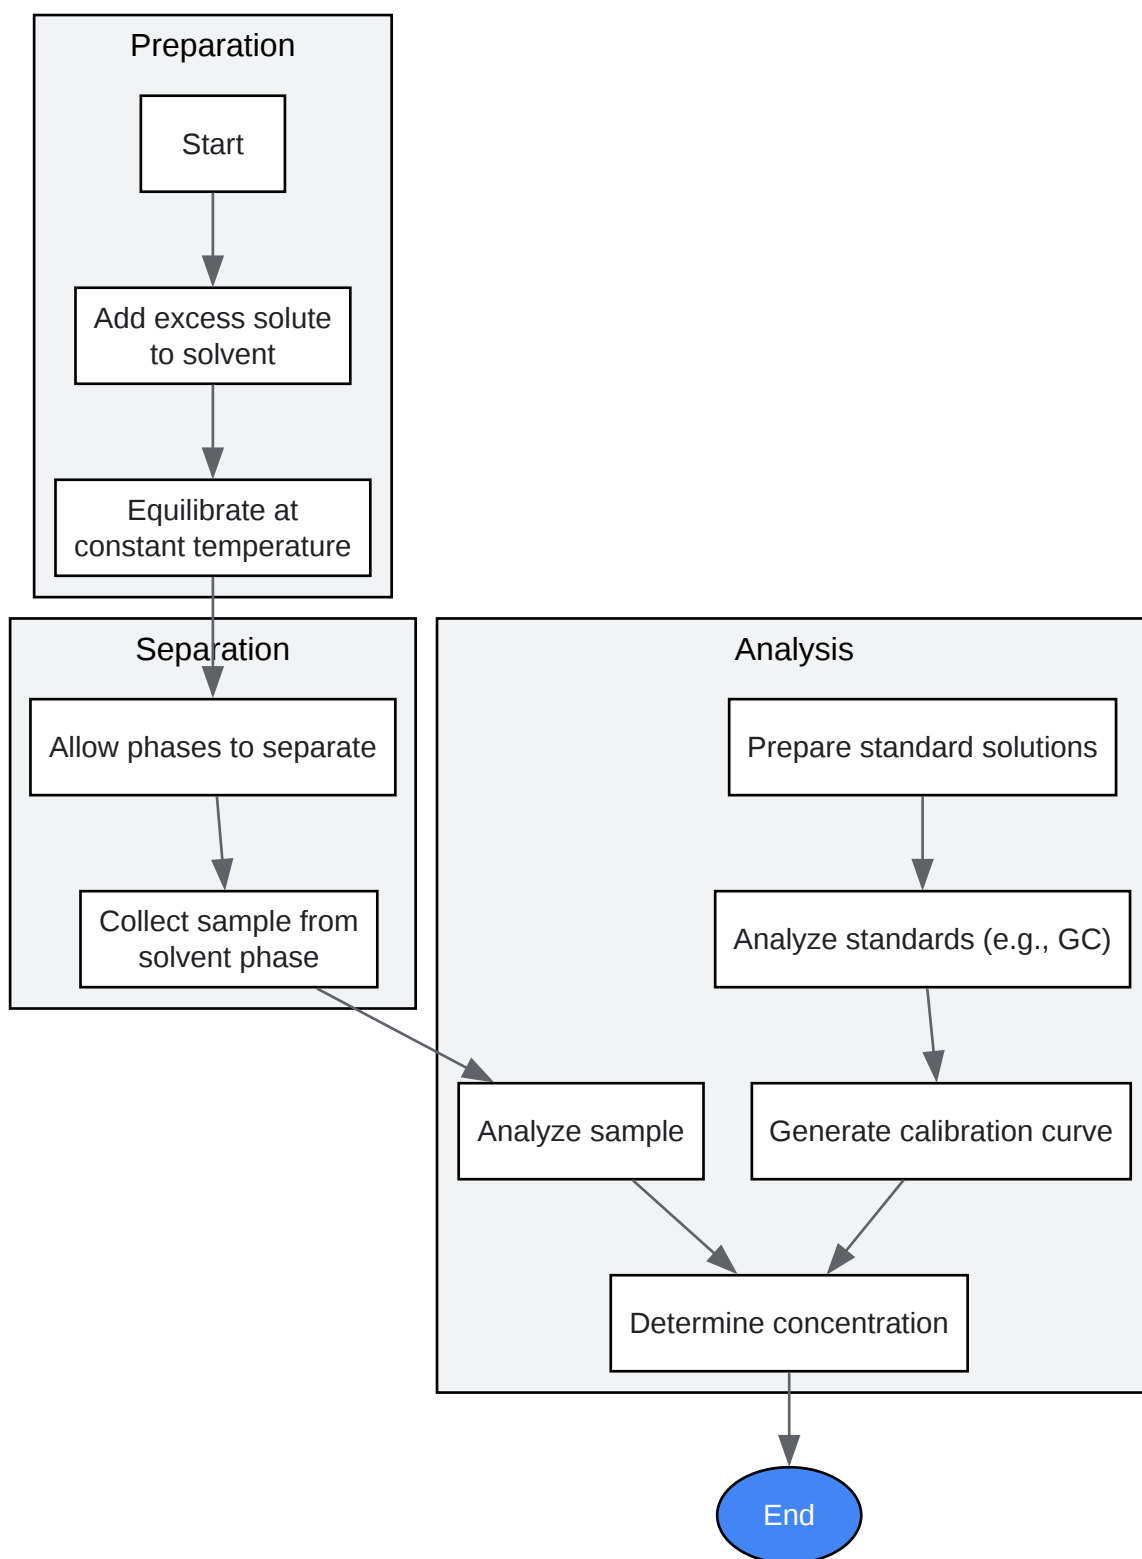 Preparation
Start
Add excess solute
to solvent
Equilibrate at
constant temperature
Separation
Allow phases to separate
Collect sample from
solvent phase
Analysis
Prepare standard solutions
Analyze standards (e.g., GC)
Analyze sample
Generate calibration curve
Determine concentration
End